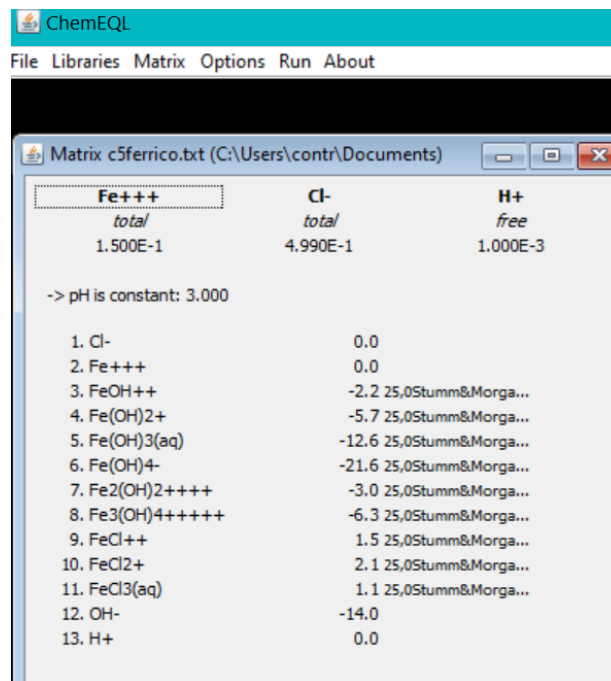 ChemEQL
File Libraries Matrix Options Run About
Matrix c5ferrico.txt (C:\Users\contr\Documents)
Fe+++ Cl- H+
total total free
1.500E-1 4.990E-1 1.000E-3
-> pH is constant: 3.000
1. Cl- 0.0
2. Fe+++ 0.0
3. FeOH++ -2.2 25,0Stumm&Morga...
4. Fe(OH)2+ -5.7 25,0Stumm&Morga...
5. Fe(OH)3(aq) -12.6 25,0Stumm&Morga...
6. Fe(OH)4- -21.6 25,0Stumm&Morga...
7. Fe2(OH)2++++ -3.0 25,0Stumm&Morga...
8. Fe3(OH)4+++++ -6.3 25,0Stumm&Morga...
9. FeCl++ 1.5 25,0Stumm&Morga...
10. FeCl2+ 2.1 25,0Stumm&Morga...
11. FeCl3(aq) 1.1 25,0Stumm&Morga...
12. OH- -14.0
13. H+ 0.0